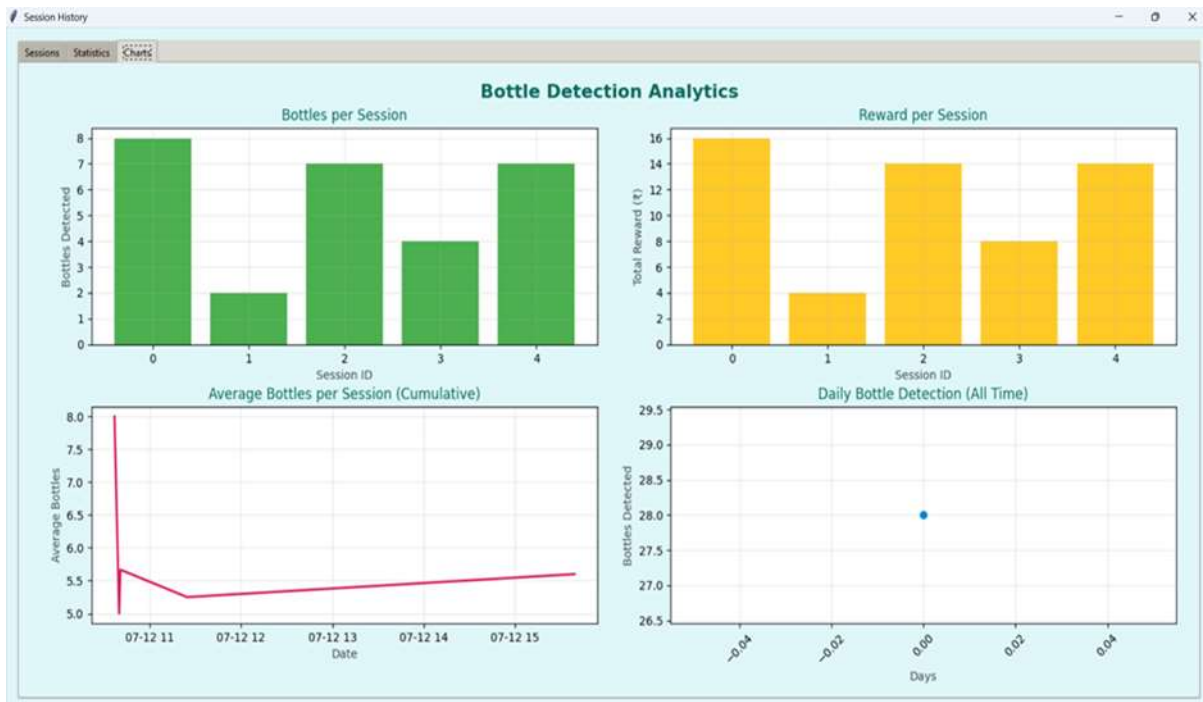 Session History
Sessions Statistics Charts
Bottle Detection Analytics
Bottles per Session
Bottles Detected
8
7
6
5
4
3
2
1
0
0 1 2 3 4
Session ID
Reward per Session
Total Reward (₹)
16
14
12
10
8
6
4
2
0
0 1 2 3 4
Session ID
Average Bottles per Session (Cumulative)
Average Bottles
8.0
7.5
7.0
6.5
6.0
5.5
5.0
07-12 11 07-12 12 07-12 13 07-12 14 07-12 15
Date
Daily Bottle Detection (All Time)
Bottles Detected
29.5
29.0
28.5
28.0
27.5
27.0
26.5
−0.04 −0.02 0.00 0.02 0.04
Days